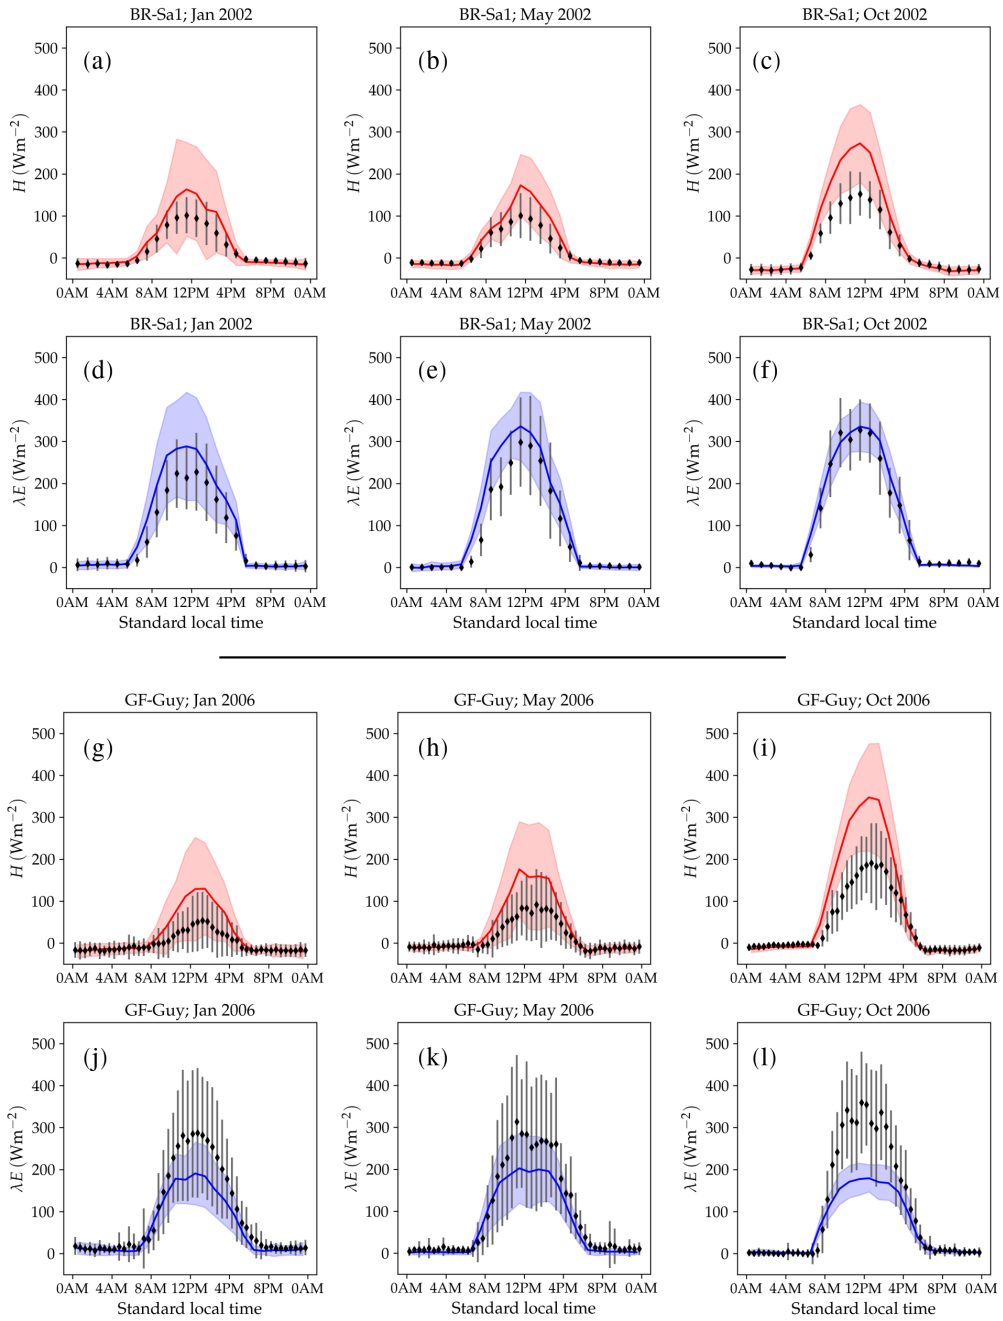 BR-Sa1; Jan 2002 BR-Sa1; May 2002 BR-Sa1; Oct 2002
(a) (b) (c)
H (Wm−2) H (Wm−2) H (Wm−2)
500 500 500
400 400 400
300 300 300
200 200 200
100 100 100
0 0 0
0AM 4AM 8AM 12PM 4PM 8PM 0AM 0AM 4AM 8AM 12PM 4PM 8PM 0AM 0AM 4AM 8AM 12PM 4PM 8PM 0AM
BR-Sa1; Jan 2002 BR-Sa1; May 2002 BR-Sa1; Oct 2002
(d) (e) (f)
λE (Wm−2) λE (Wm−2) λE (Wm−2)
500 500 500
400 400 400
300 300 300
200 200 200
100 100 100
0 0 0
0AM 4AM 8AM 12PM 4PM 8PM 0AM 0AM 4AM 8AM 12PM 4PM 8PM 0AM 0AM 4AM 8AM 12PM 4PM 8PM 0AM
Standard local time Standard local time Standard local time
GF-Guy; Jan 2006 GF-Guy; May 2006 GF-Guy; Oct 2006
(g) (h) (i)
H (Wm−2) H (Wm−2) H (Wm−2)
500 500 500
400 400 400
300 300 300
200 200 200
100 100 100
0 0 0
0AM 4AM 8AM 12PM 4PM 8PM 0AM 0AM 4AM 8AM 12PM 4PM 8PM 0AM 0AM 4AM 8AM 12PM 4PM 8PM 0AM
GF-Guy; Jan 2006 GF-Guy; May 2006 GF-Guy; Oct 2006
(j) (k) (l)
λE (Wm−2) λE (Wm−2) λE (Wm−2)
500 500 500
400 400 400
300 300 300
200 200 200
100 100 100
0 0 0
0AM 4AM 8AM 12PM 4PM 8PM 0AM 0AM 4AM 8AM 12PM 4PM 8PM 0AM 0AM 4AM 8AM 12PM 4PM 8PM 0AM
Standard local time Standard local time Standard local time